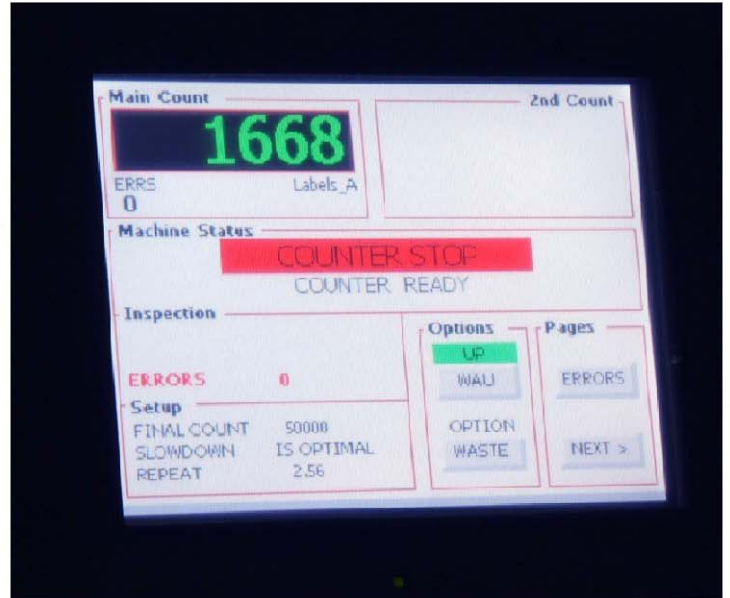 Main Count
2nd Count
1668
ERRS
Labels_A
0
Machine Status
COUNTER STOP
COUNTER READY
Inspection
ERRORS 0
Options
UP
WAU
OPTION
WASTE
Pages
ERRORS
NEXT >
Setup
FINAL COUNT 50000
SLOWDOWN IS OPTIMAL
REPEAT 2.56